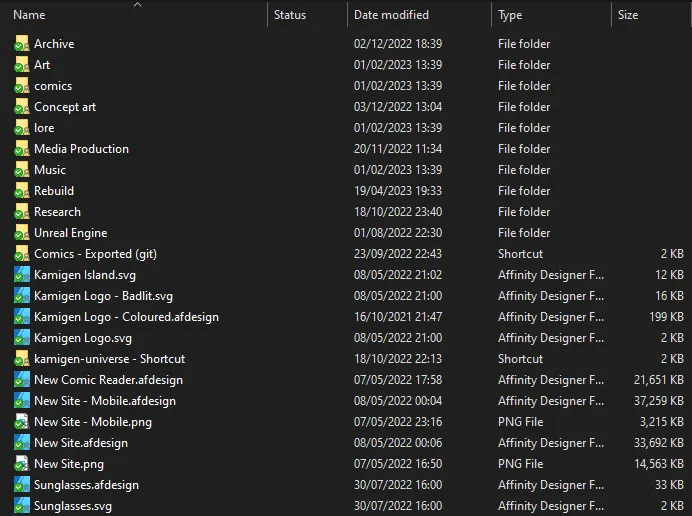 Name Status Date modified Type Size
Archive 02/12/2022 18:39 File folder
Art 01/02/2023 13:39 File folder
comics 01/02/2023 13:39 File folder
Concept art 03/12/2022 13:04 File folder
lore 01/02/2023 13:39 File folder
Media Production 20/11/2022 11:34 File folder
Music 01/02/2023 13:39 File folder
Rebuild 19/04/2023 19:33 File folder
Research 18/10/2022 23:40 File folder
Unreal Engine 01/08/2022 22:30 File folder
Comics - Exported (git) 23/09/2022 22:43 Shortcut 2 KB
Kamigen Island.svg 08/05/2022 21:02 Affinity Designer F... 12 KB
Kamigen Logo - Badlit.svg 08/05/2022 21:00 Affinity Designer F... 16 KB
Kamigen Logo - Coloured.afdesign 16/10/2021 21:47 Affinity Designer F... 199 KB
Kamigen Logo.svg 08/05/2022 21:00 Affinity Designer F... 2 KB
kamigen-universe - Shortcut 18/10/2022 22:13 Shortcut 2 KB
New Comic Reader.afdesign 07/05/2022 17:58 Affinity Designer F... 21,651 KB
New Site - Mobile.afdesign 08/05/2022 00:04 Affinity Designer F... 37,259 KB
New Site - Mobile.png 07/05/2022 23:16 PNG File 3,215 KB
New Site.afdesign 08/05/2022 00:06 Affinity Designer F... 33,692 KB
New Site.png 07/05/2022 16:50 PNG File 14,563 KB
Sunglasses.afdesign 30/07/2022 16:00 Affinity Designer F... 33 KB
Sunglasses.svg 30/07/2022 16:00 Affinity Designer F... 2 KB